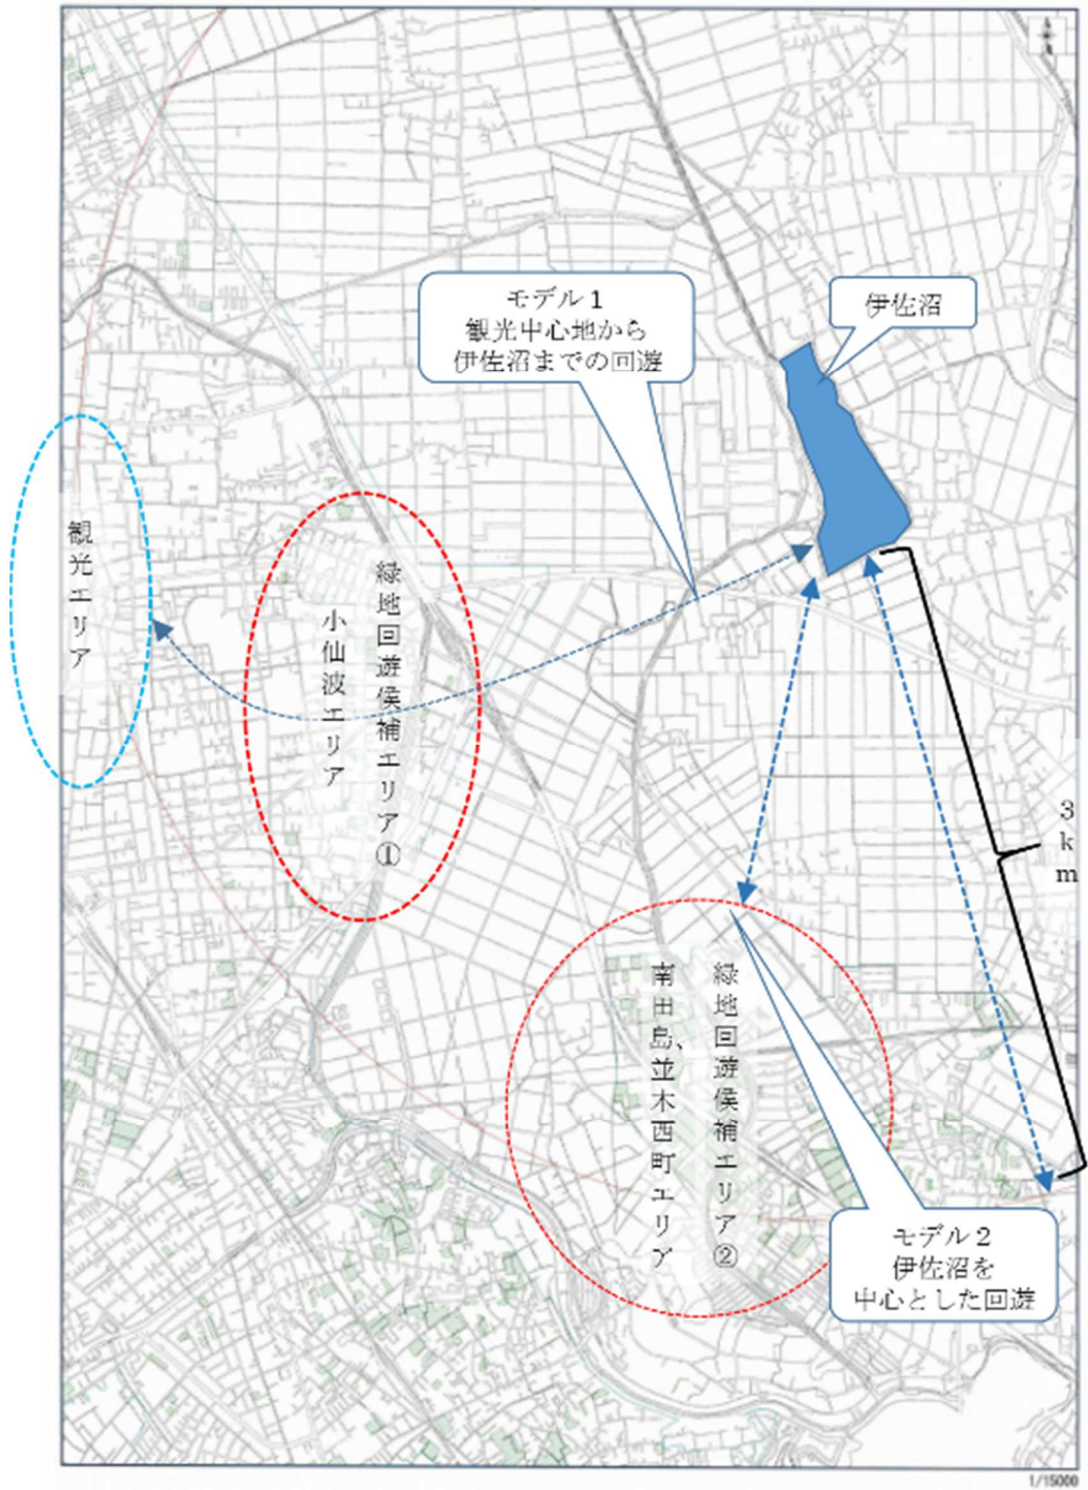 モデル１
観光中心地から
伊佐沼までの回遊
伊佐沼
観光エリア
緑地回遊候補エリア①
小仙波エリア
3km
緑地回遊候補エリア②
南田島、並木西町エリア
モデル２
伊佐沼を
中心とした回遊
1/15000